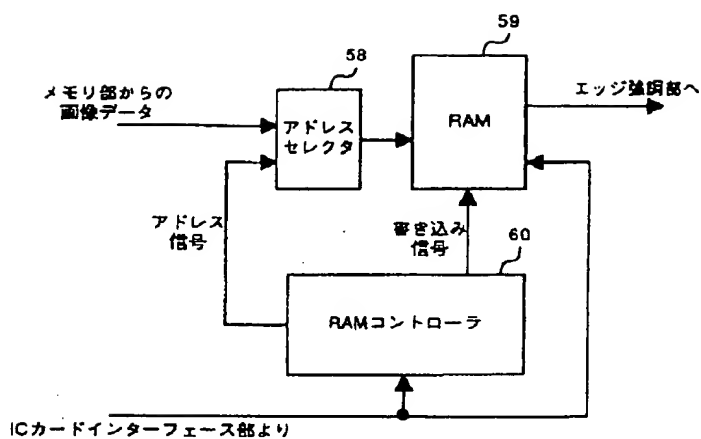 59
58
メモリ部からの
画像データ
アドレス
セレクタ
RAM
エッジ強調部へ
アドレス
信号
書き込み
信号
60
RAMコントローラ
ICカードインターフェース部より